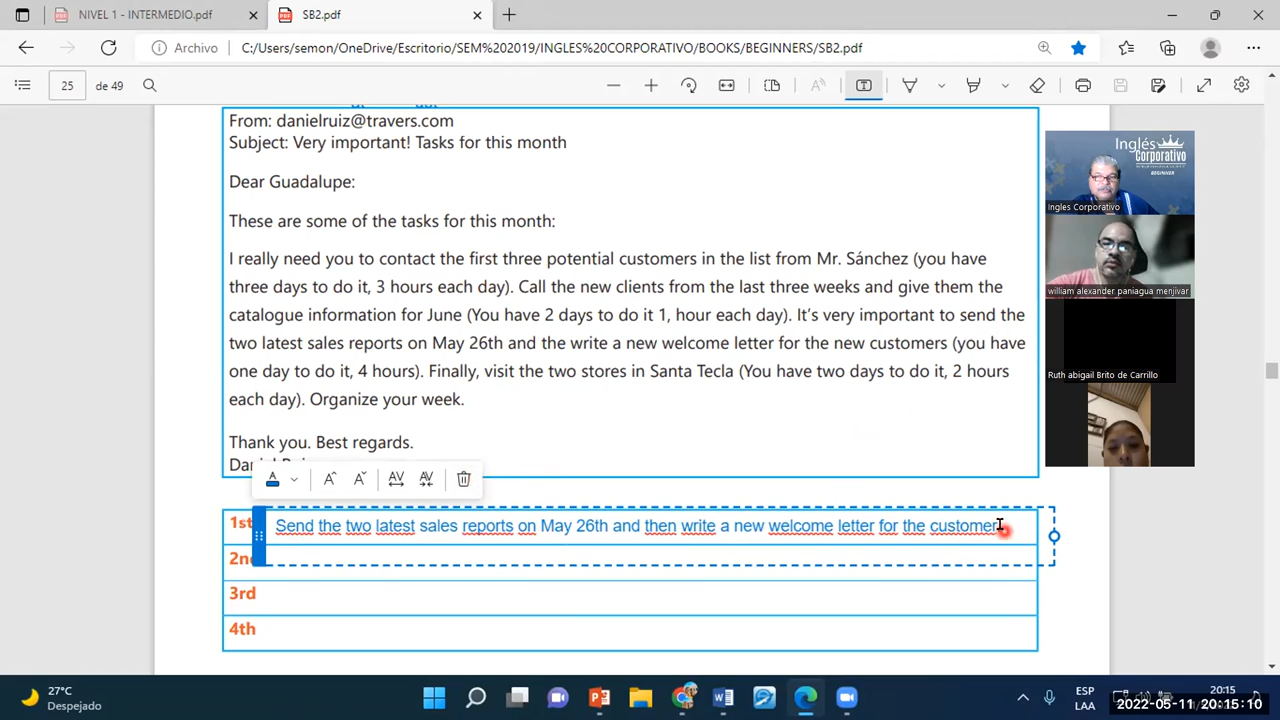 NIVEL 1 - INTERMEDIO.pdf
SB2.pdf
Archivo
C:/Users/semon/OneDrive/Escritorio/SEM%202019/INGLES%20CORPORATIVO/BOOKS/BEGINNERS/SB2.pdf
25 de 49
From: danielruiz@travers.com
Subject: Very important! Tasks for this month
Dear Guadalupe:
These are some of the tasks for this month:
I really need you to contact the first three potential customers in the list from Mr. Sánchez (you have
three days to do it, 3 hours each day). Call the new clients from the last three weeks and give them the
catalogue information for June (You have 2 days to do it 1, hour each day). It's very important to send the
two latest sales reports on May 26th and the write a new welcome letter for the new customers (you have
one day to do it, 4 hours). Finally, visit the two stores in Santa Tecla (You have two days to do it, 2 hours
each day). Organize your week.
Thank you. Best regards.
1st Send the two latest sales reports on May 26th and then write a new welcome letter for the customer
3rd
4th
Inglés
Corporativo
BEGINNER
Ingles Corporativo
william alexander paniagua menjivar
Ruth abigail Brito de Carrillo
27°C
Despejado
ESP
LAA
20:15
2022-05-11 20:15:10